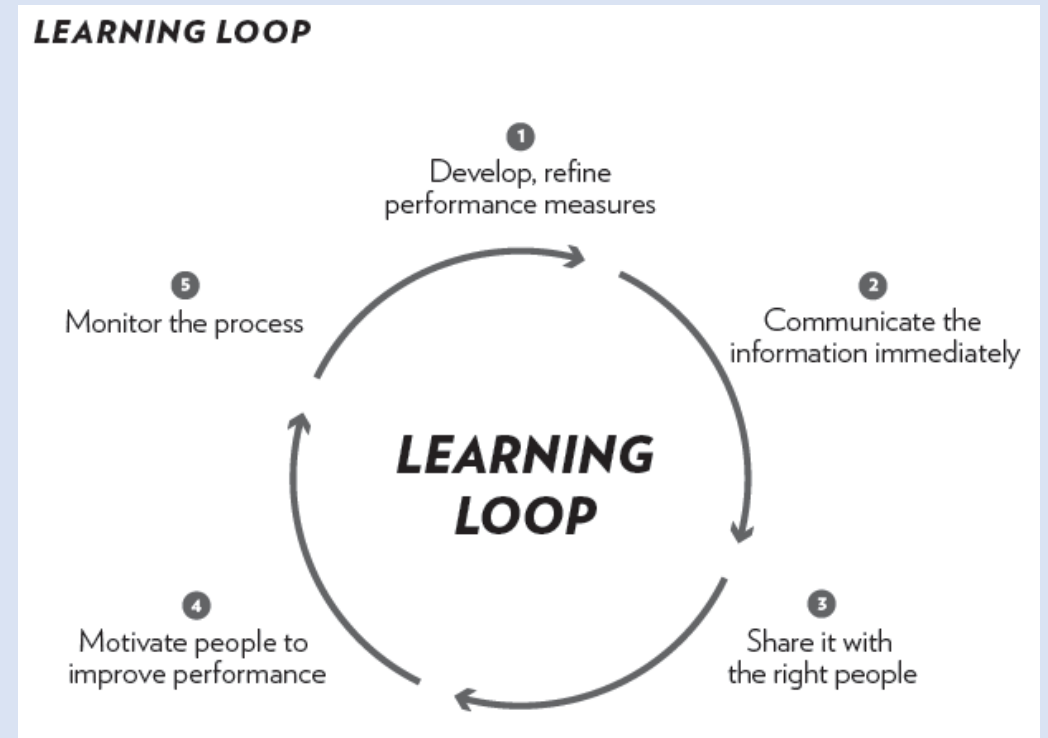 LEARNING LOOP
1
Develop, refine
performance measures
2
Communicate the
information immediately
3
Share it with
the right people
4
Motivate people to
improve performance
5
Monitor the process
LEARNING
LOOP